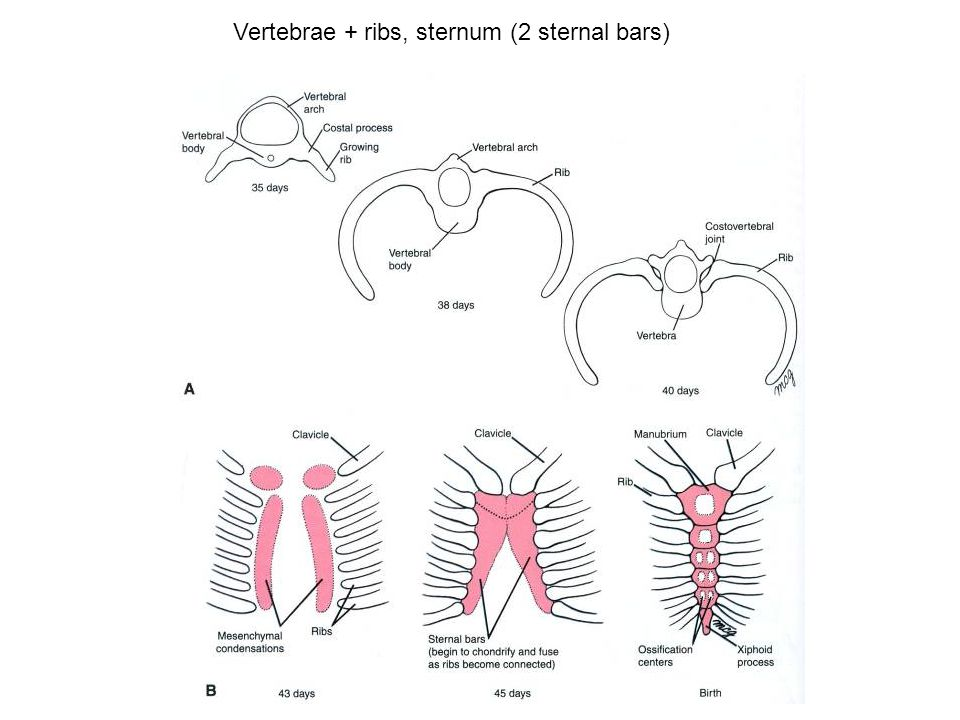 Vertebrae + ribs, sternum (2 sternal bars)
Vertebral
arch
Costal process
Vertebral
body
Growing
rib
35 days
Vertebral arch
Rib
Vertebral
body
38 days
Costovertebral
joint
Rib
Vertebra
40 days
mcg
A
Clavicle
Mesenchymal
condensations
Ribs
43 days
Clavicle
Sternal bars
(begin to chondrify and fuse
as ribs become connected)
45 days
Manubrium
Clavicle
Rib
mcg
Ossification
centers
Xiphoid
process
Birth
B